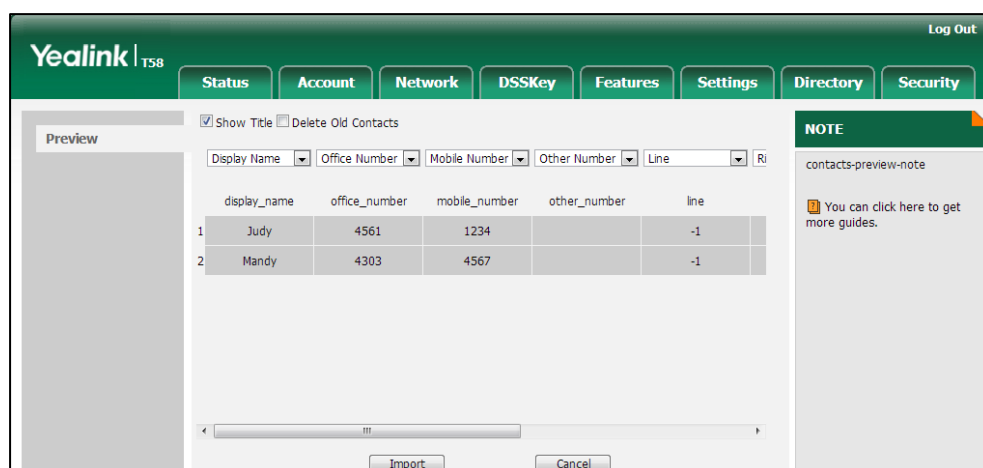 Log Out
Yealink | T58
Status Account Network DSSKey Features Settings Directory Security
Preview
Show Title Delete Old Contacts
Display Name Office Number Mobile Number Other Number Line Ri
display_name office_number mobile_number other_number line
1 Judy 4561 1234 -1
2 Mandy 4303 4567 -1
Import Cancel
NOTE
contacts-preview-note
You can click here to get
more guides.